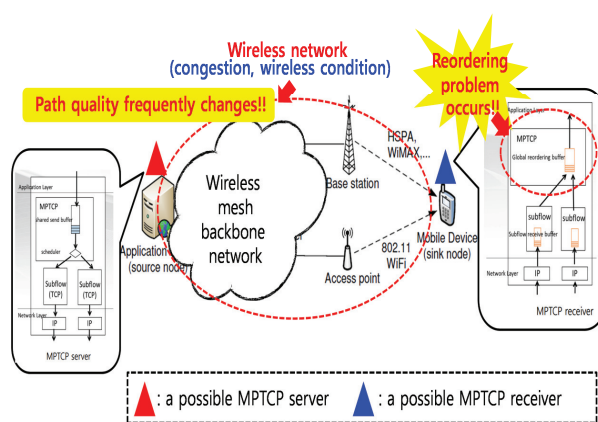 Wireless network
(congestion, wireless condition)
Path quality frequently changes!!
Reordering
problem
occurs!!
Application Layer
MPTCP
shared send buffer
scheduler
Subflow
(TCP)
Subflow
(TCP)
Network Layer
IP
IP
MPTCP server
Application
(source node)
Wireless
mesh
backbone
network
Base station
HSPA,
WiMAX,...
Access point
802.11
WiFi
Mobile Device
(sink node)
Application Layer
MPTCP
Global reordering buffer
subflow
subflow
Subflow receive buffer
Network Layer
IP
IP
MPTCP receiver
: a possible MPTCP server
: a possible MPTCP receiver